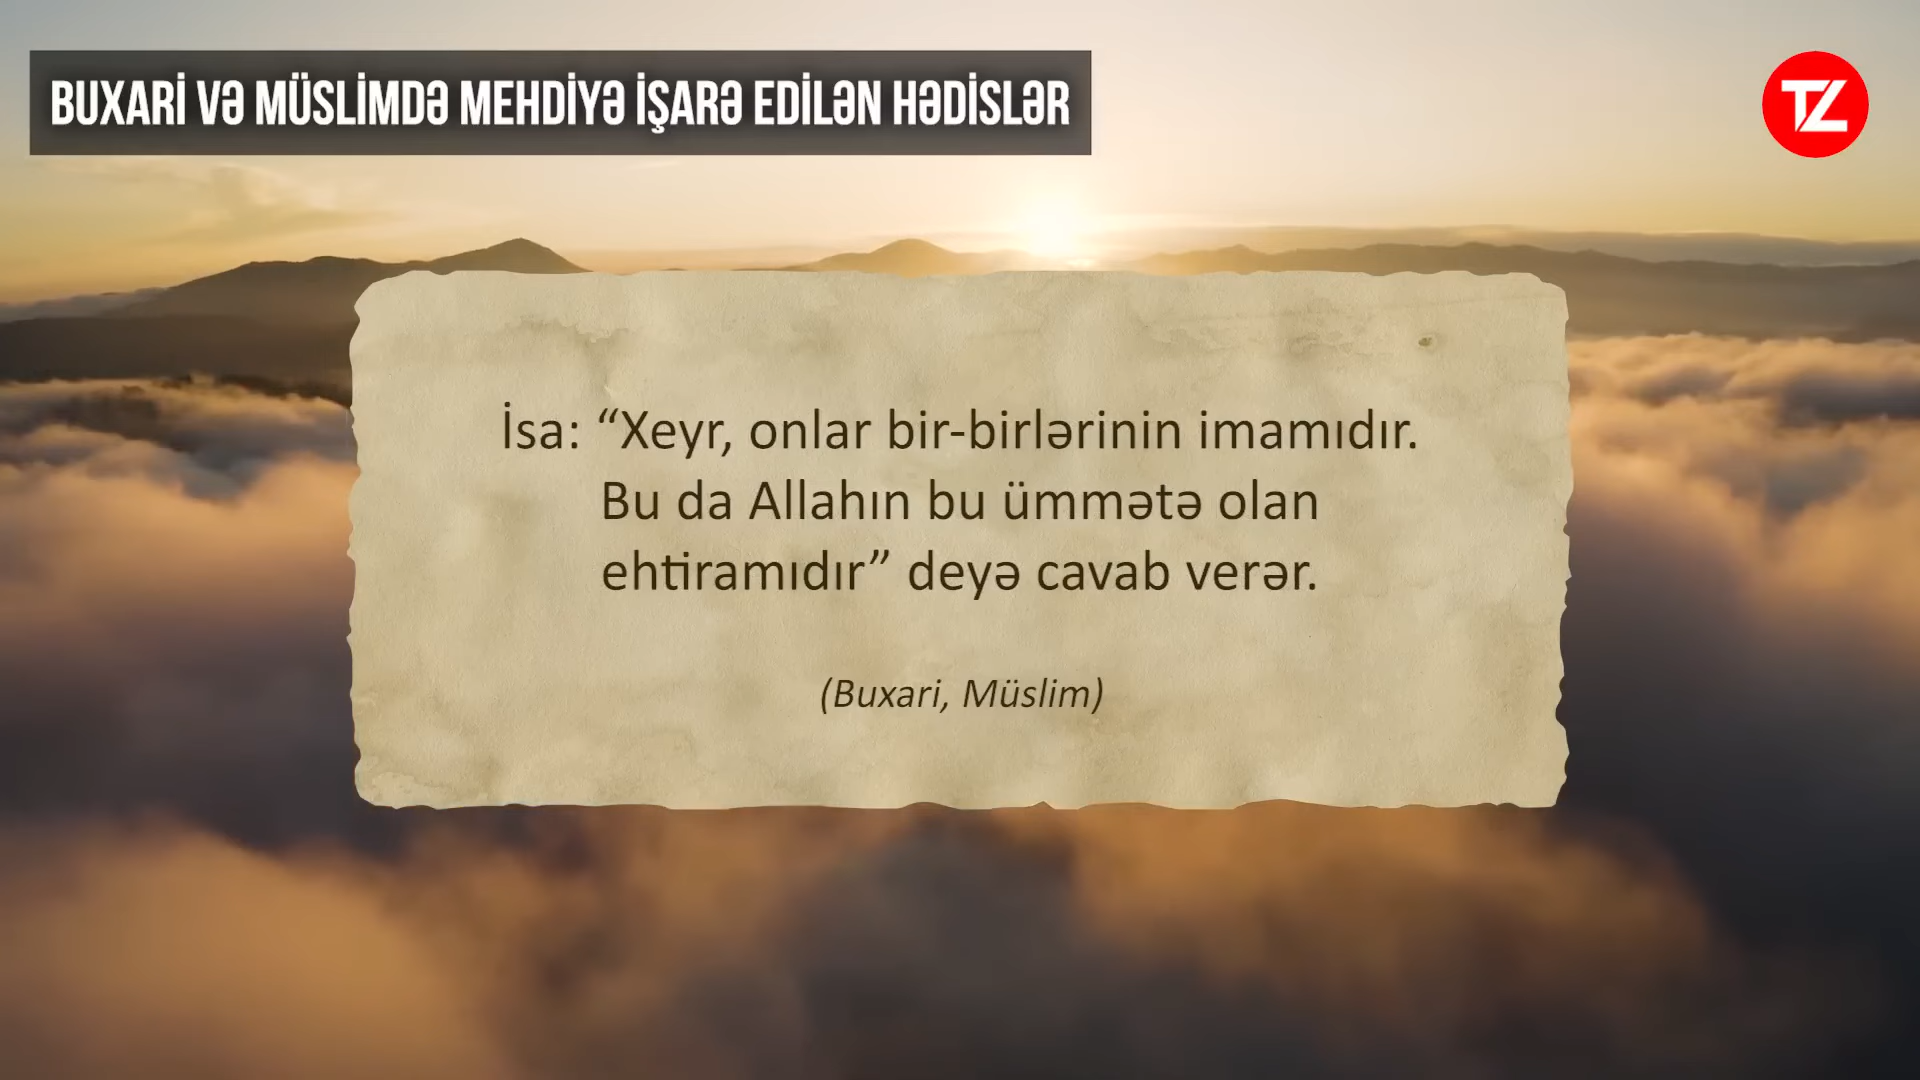 BUXARİ VƏ MÜSLİMDƏ MEHDİYƏ İŞARƏ EDİLƏN HƏDİSLƏR
TZ
İsa: “Xeyr, onlar bir-birlərinin imamıdır.
Bu da Allahın bu ümmətə olan
ehtiramıdır” deyə cavab verər.
(Buxari, Müslim)